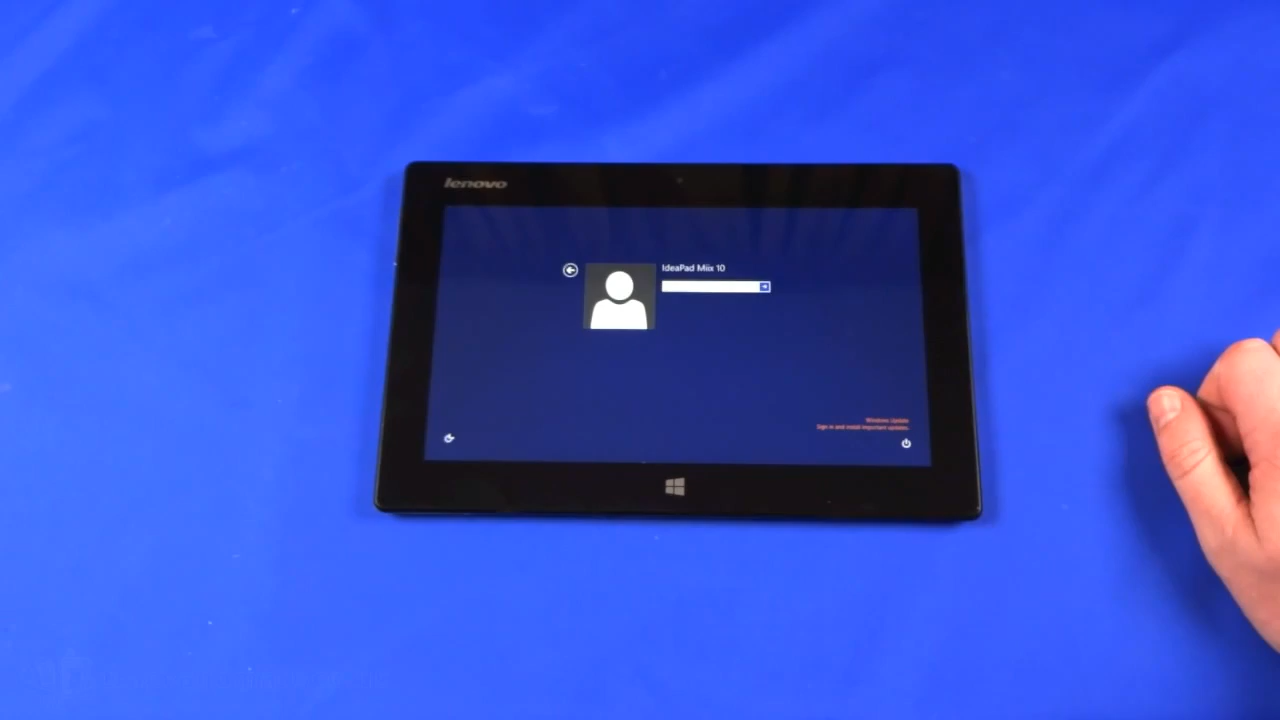 lenovo
IdeaPad Miix 10
Windows Update
Sign in and install important updates.